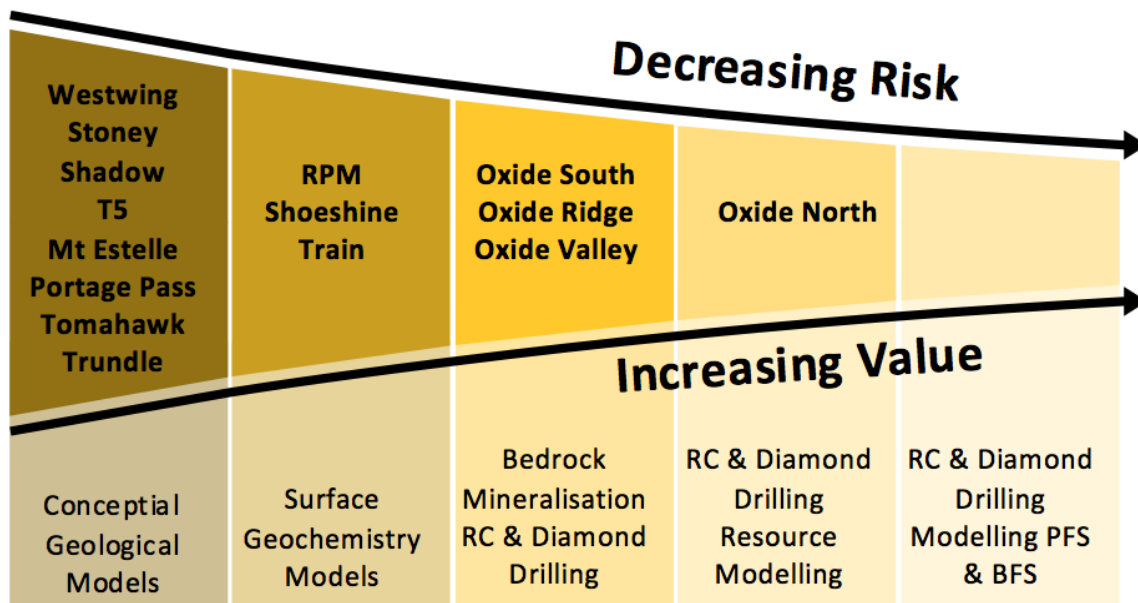 Decreasing Risk
Westwing
Stoney
Shadow
T5
Mt Estelle
Portage Pass
Tomahawk
Trundle
RPM
Shoeshine
Train
Oxide South
Oxide Ridge
Oxide Valley
Oxide North
Increasing Value
Conceptial
Geological
Models
Surface
Geochemistry
Models
Bedrock
Mineralisation
RC & Diamond
Drilling
RC & Diamond
Drilling
Resource
Modelling
RC & Diamond
Drilling
Modelling PFS
& BFS